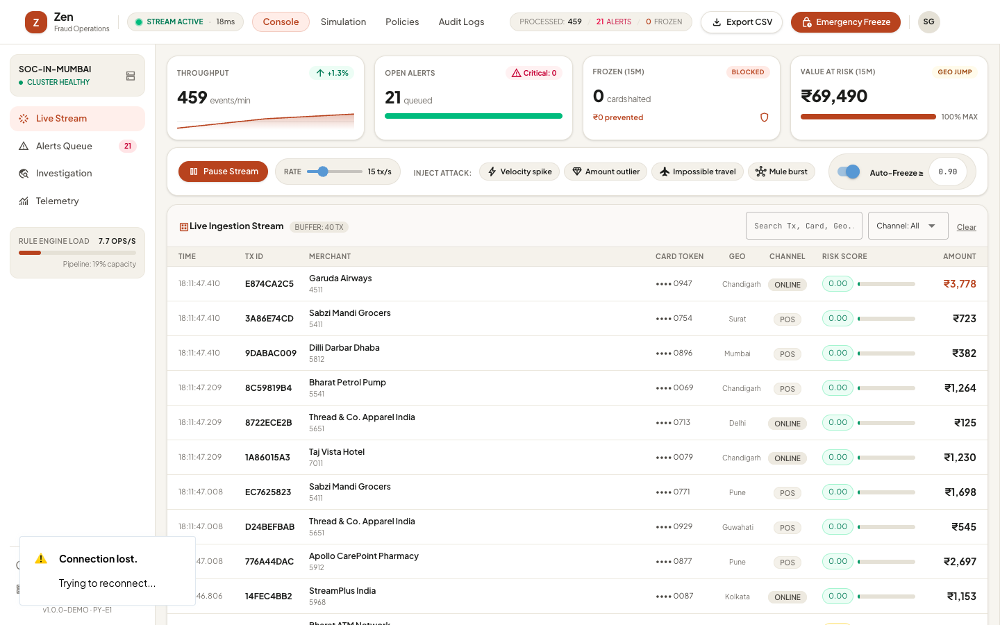 Z
Zen
Fraud Operations
STREAM ACTIVE · 18ms
Console
Simulation
Policies
Audit Logs
PROCESSED: 459 / 21 ALERTS / 0 FROZEN
Export CSV
Emergency Freeze
SG
SOC-IN-MUMBAI
CLUSTER HEALTHY
Live Stream
Alerts Queue 21
Investigation
Telemetry
RULE ENGINE LOAD 7.7 OPS/S
Pipeline: 19% capacity
THROUGHPUT +1.3%
459 events/min
OPEN ALERTS Critical: 0
21 queued
FROZEN (15M) BLOCKED
0 cards halted
₹0 prevented
VALUE AT RISK (15M) GEO JUMP
₹69,490
100% MAX
Pause Stream
RATE 15 tx/s
INJECT ATTACK:
Velocity spike
Amount outlier
Impossible travel
Mule burst
Auto-Freeze ≥ 0.90
Live Ingestion Stream BUFFER: 40 TX
Search Tx, Card, Geo..
Channel: All
Clear
TIME TX ID MERCHANT CARD TOKEN GEO CHANNEL RISK SCORE AMOUNT
18:11:47.410 E874CA2C5 Garuda Airways •••• 0947 Chandigarh ONLINE 0.00 ₹3,778
4511
18:11:47.410 3A86E74CD Sabzi Mandi Grocers •••• 0754 Surat POS 0.00 ₹723
5411
18:11:47.410 9DABAC009 Dilli Darbar Dhaba •••• 0896 Mumbai POS 0.00 ₹382
5812
18:11:47.209 8C59819B4 Bharat Petrol Pump •••• 0069 Chandigarh POS 0.00 ₹1,264
5541
18:11:47.209 8722ECE2B Thread & Co. Apparel India •••• 0713 Delhi ONLINE 0.00 ₹125
5651
18:11:47.209 1A86015A3 Taj Vista Hotel •••• 0079 Chandigarh ONLINE 0.00 ₹1,230
7011
18:11:47.008 EC7625823 Sabzi Mandi Grocers •••• 0771 Pune POS 0.00 ₹1,698
5411
18:11:47.008 D24BEFBAB Thread & Co. Apparel India •••• 0929 Guwahati POS 0.00 ₹545
5651
47.008 776A44DAC Apollo CarePoint Pharmacy •••• 0877 Pune POS 0.00 ₹2,697
5912
46.806 14FEC4BB2 StreamPlus India •••• 0087 Kolkata ONLINE 0.00 ₹1,153
5968
Bharat ATM Network
Connection lost.
Trying to reconnect...
v1.0.0-DEMO · PY-E1